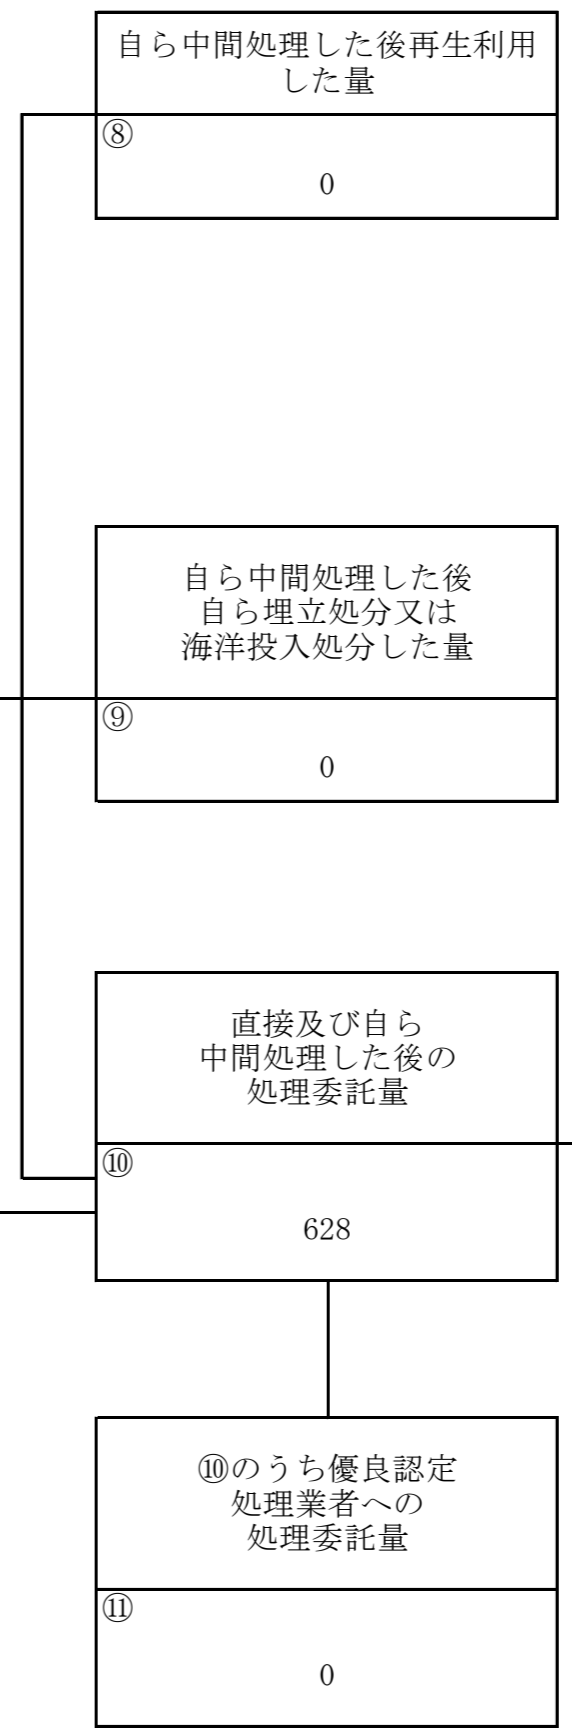 自ら中間処理した後再生利用
した量
⑧
0
自ら中間処理した後
自ら埋立処分又は
海洋投入処分した量
⑨
0
直接及び自ら
中間処理した後の
処理委託量
⑩
628
⑩のうち優良認定
処理業者への
処理委託量
⑪
0